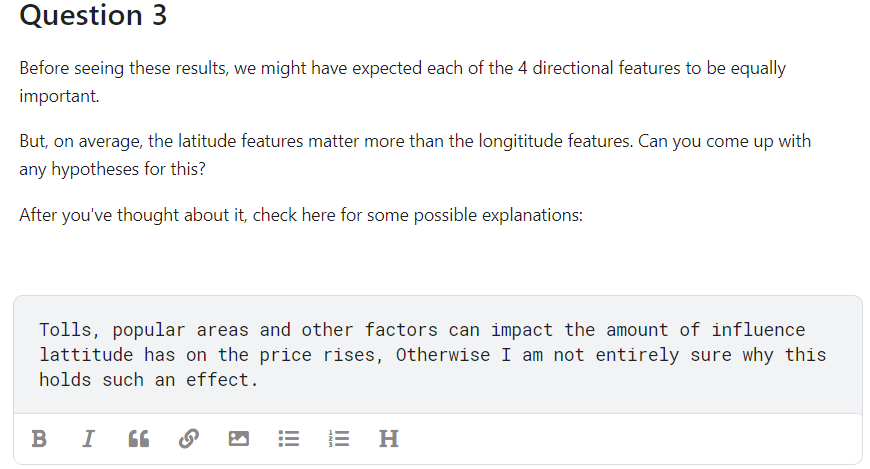 Question 3
Before seeing these results, we might have expected each of the 4 directional features to be equally
important.
But, on average, the latitude features matter more than the longititude features. Can you come up with
any hypotheses for this?
After you've thought about it, check here for some possible explanations:
Tolls, popular areas and other factors can impact the amount of influence
lattitude has on the price rises, Otherwise I am not entirely sure why this
holds such an effect.
B I H